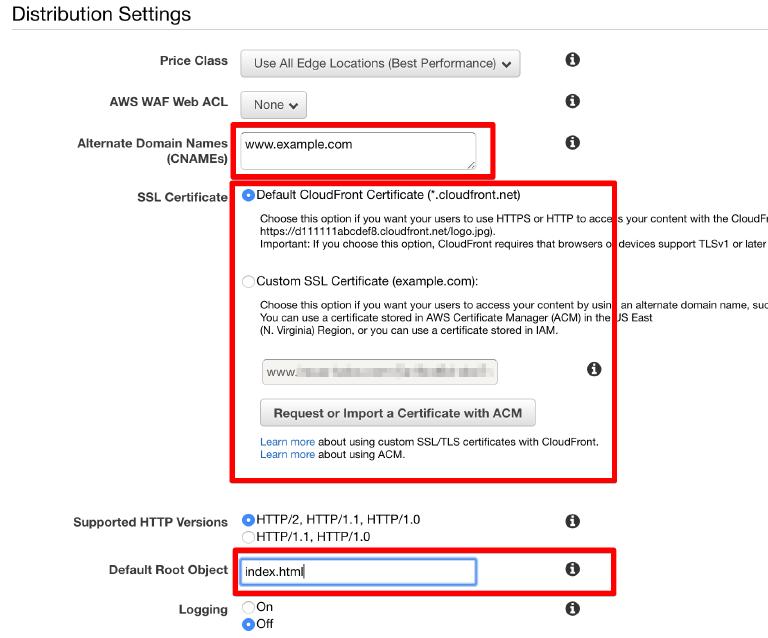 Distribution Settings
Price Class
Use All Edge Locations (Best Performance)
AWS WAF Web ACL
None
Alternate Domain Names
(CNAMEs)
www.example.com
SSL Certificate
Default CloudFront Certificate (*.cloudfront.net)
Choose this option if you want your users to use HTTPS or HTTP to access your content with the CloudFr
https://d111111abcdef8.cloudfront.net/logo.jpg).
Important: If you choose this option, CloudFront requires that browsers or devices support TLSv1 or later
Custom SSL Certificate (example.com):
Choose this option if you want your users to access your content by using an alternate domain name, suc
You can use a certificate stored in AWS Certificate Manager (ACM) in the US East
(N. Virginia) Region, or you can use a certificate stored in IAM.
www.
Request or Import a Certificate with ACM
Learn more about using custom SSL/TLS certificates with CloudFront.
Learn more about using ACM.
Supported HTTP Versions
HTTP/2, HTTP/1.1, HTTP/1.0
HTTP/1.1, HTTP/1.0
Default Root Object
index.html
Logging
On
Off